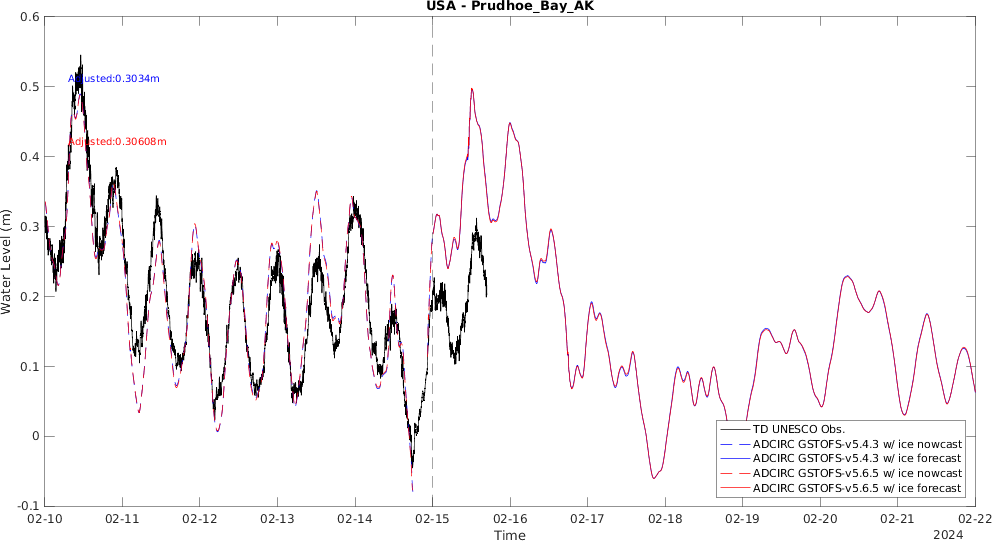 USA - Prudhoe_Bay_AK
0.6
0.5
0.4
0.3
0.2
0.1
0
-0.1
Water Level (m)
Adjusted:0.3034m
Adjusted:0.30608m
TD UNESCO Obs.
ADCIRC GSTOFS-v5.4.3 w/ ice nowcast
ADCIRC GSTOFS-v5.4.3 w/ ice forecast
ADCIRC GSTOFS-v5.6.5 w/ ice nowcast
ADCIRC GSTOFS-v5.6.5 w/ ice forecast
02-10 02-11 02-12 02-13 02-14 02-15 02-16 02-17 02-18 02-19 02-20 02-21 02-22
Time
2024